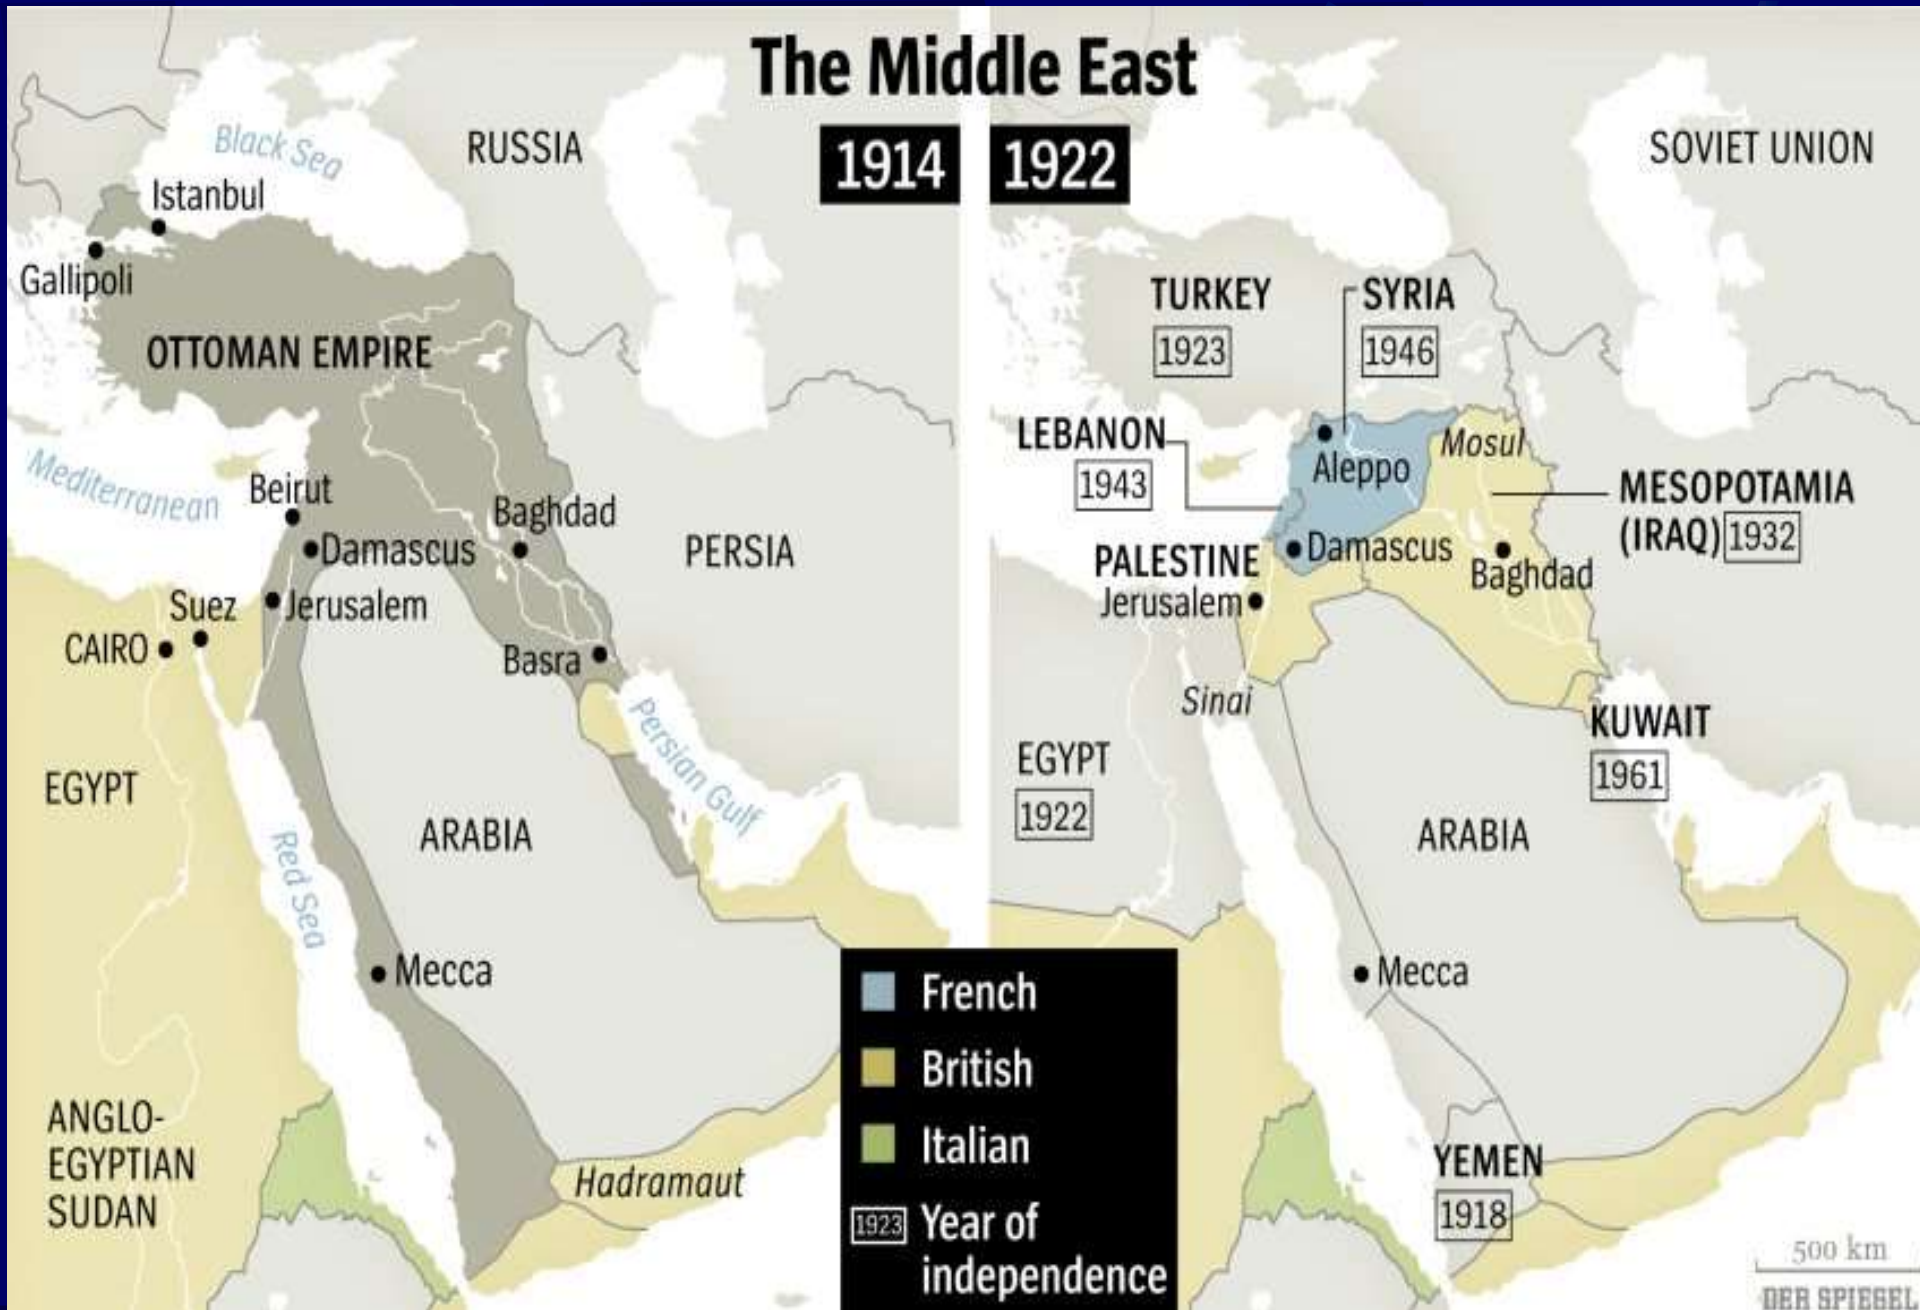 The Middle East
1914
1922
Black Sea
RUSSIA
Istanbul
Gallipoli
OTTOMAN EMPIRE
Mediterranean
Beirut
Baghdad
Damascus
PERSIA
Suez
Jerusalem
CAIRO
Basra
Persian Gulf
EGYPT
ARABIA
Red Sea
Mecca
ANGLO-
EGYPTIAN
SUDAN
Hadramaut
SOVIET UNION
TURKEY
1923
SYRIA
1946
LEBANON
1943
Aleppo
Mosul
MESOPOTAMIA
(IRAQ) 1932
PALESTINE
Damascus
Baghdad
Jerusalem
Sinai
KUWAIT
1961
EGYPT
1922
ARABIA
Mecca
YEMEN
1918
French
British
Italian
1923 Year of
independence
500 km
DER SPIEGEL